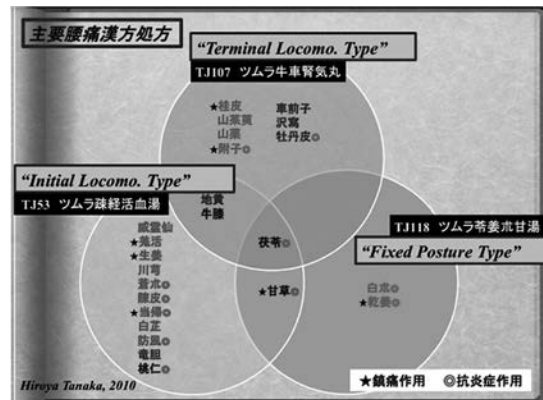 主要腰痛漢方処方
“Terminal Locomo. Type”
TJ107 ツムラ牛車腎気丸
★桂皮
山茱萸
山薬
★附子◎
車前子
沢瀉
牡丹皮◎
“Initial Locomo. Type”
TJ53 ツムラ疎経活血湯
地黄
牛膝
茯苓◎
TJ118 ツムラ苓姜朮甘湯
“Fixed Posture Type”
威霊仙
★羌活
★生姜
川芎
蒼朮◎
陳皮◎
★当帰◎
白芷
防風◎
竜胆
桃仁◎
★甘草◎
白朮◎
★乾姜◎
★鎮痛作用 ◎抗炎症作用
Hiroya Tanaka, 2010